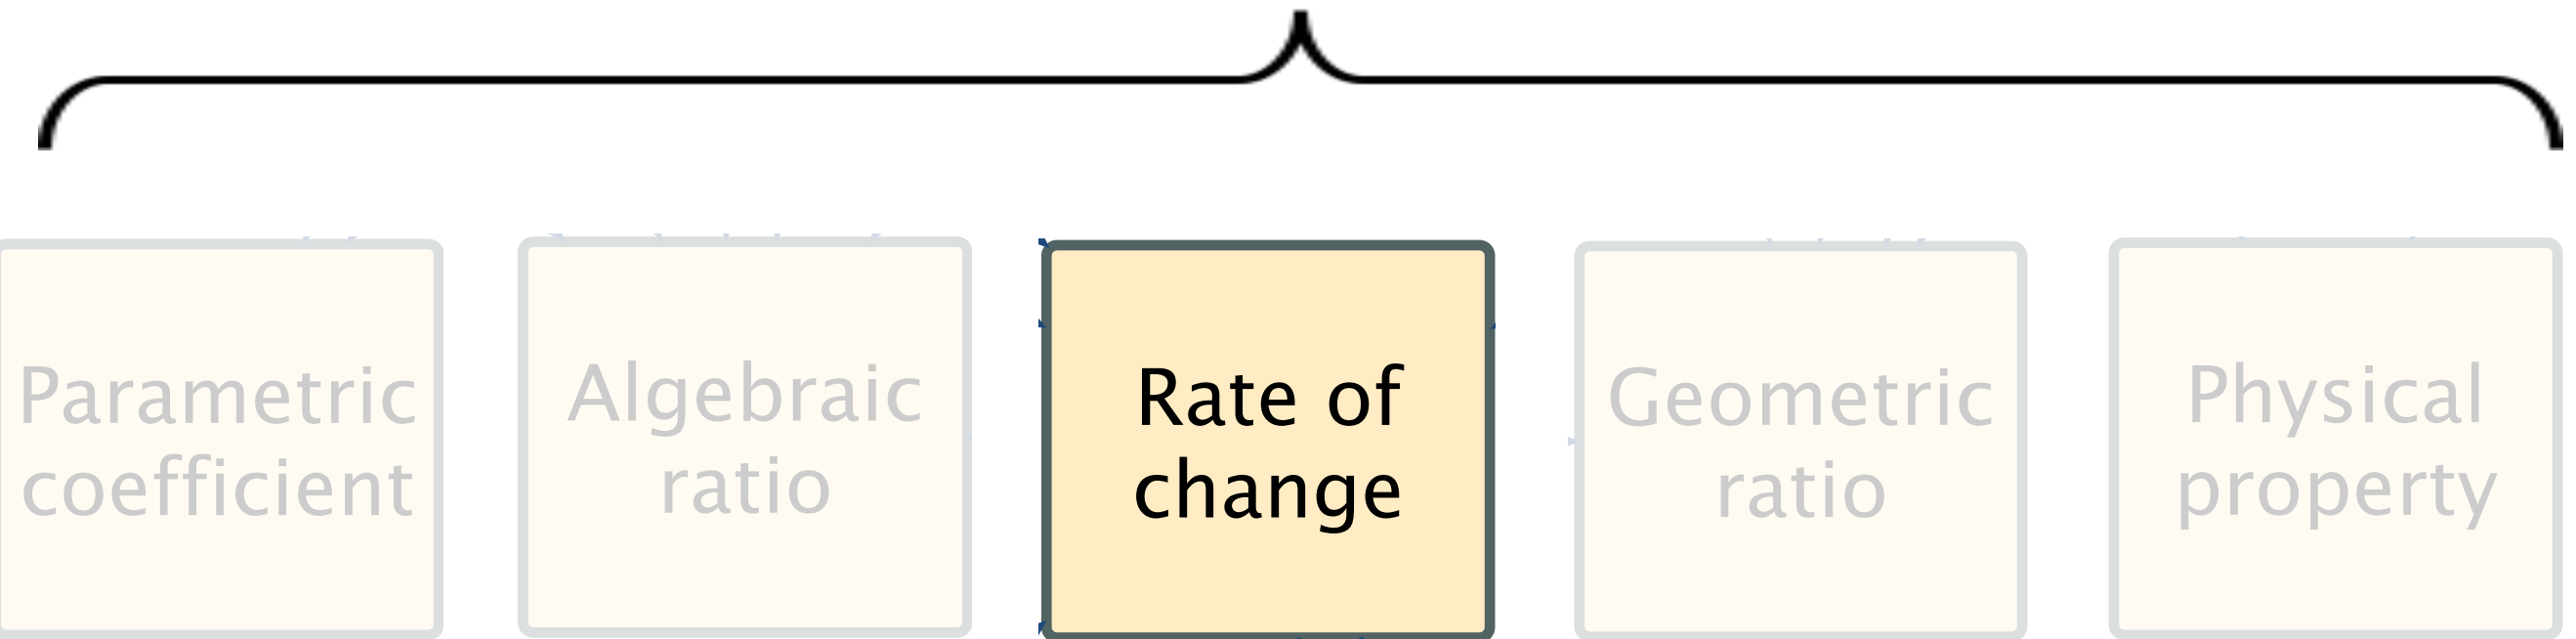 Parametric
coefficient
Algebraic
ratio
Rate of
change
Geometric
ratio
Physical
property